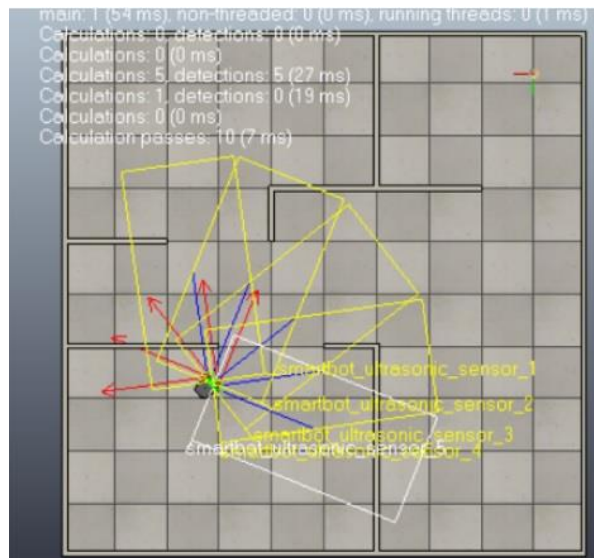 main: 1 (54 ms), non-threaded: 0 (0 ms), running threads: 0 (1 ms)
Calculations: 0, detections: 0 (0 ms)
Calculations: 0 (0 ms)
Calculations: 5, detections: 5 (27 ms)
Calculations: 1, detections: 0 (19 ms)
Calculations: 0 (0 ms)
Calculation passes: 10 (7 ms)
smartbot_ultrasonic_sensor_1
smartbot_ultrasonic_sensor_2
smartbot_ultrasonic_sensor_3
smartbot_ultrasonic_sensor_5
smartbot_ultrasonic_sensor_4